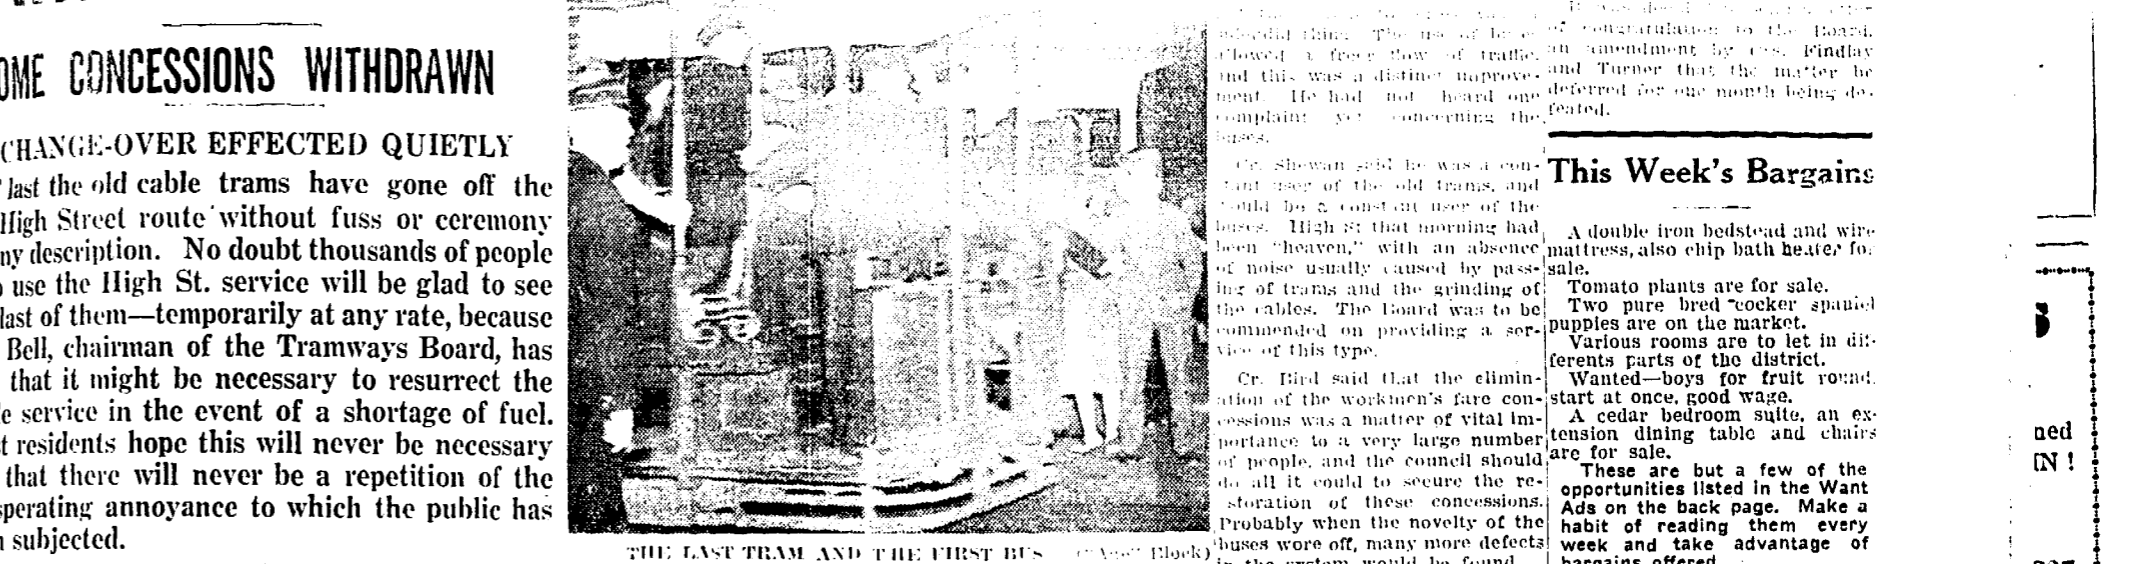 OME CONCESSIONS WITHDRAWN
CHANGE-OVER EFFECTED QUIETLY
last the old cable trams have gone off the
High Street route without fuss or ceremony
ny description. No doubt thousands of people
use the High St. service will be glad to see
last of them—temporarily at any rate, because
Bell, chairman of the Tramways Board, has
that it might be necessary to resurrect the
e service in the event of a shortage of fuel.
t residents hope this will never be necessary
that there will never be a repetition of the
sperating annoyance to which the public has
n subjected.
THE LAST TRAM AND THE FIRST BUS ("Age" Block)
thing. The use of
allowed a freer flow of traffic,
and this was a distinct improve-
ment. He had not heard one
complaint yet concerning the
buses.
Cr. Shewan said he was a con-
stant user of the old trams, and
would be a constant user of the
buses. High St that morning had
been "heaven," with an absence
of noise usually caused by pass-
ing of trams and the grinding of
the cables. The Board was to be
commended on providing a ser-
vice of this type.
Cr. Bird said that the elimin-
ation of the workmen's fare con-
cessions was a matter of vital im-
portance to a very large number
of people, and the council should
do all it could to secure the re-
storation of these concessions.
Probably when the novelty of the
buses wore off, many more defects
in the system would be found
of congratulation to the Board,
an amendment by Crs. Findlay
and Turner that the matter be
deferred for one month being de-
feated.
This Week's Bargains
A double iron bedstead and wire
mattress, also chip bath heater for
sale.
Tomato plants are for sale.
Two pure bred cocker spaniel
puppies are on the market.
Various rooms are to let in dif-
ferents parts of the district.
Wanted—boys for fruit round,
start at once, good wage.
A cedar bedroom suite, an ex-
tension dining table and chairs
are for sale.
These are but a few of the
opportunities listed in the Want
Ads on the back page. Make a
habit of reading them every
week and take advantage of
bargains offered.
ned
IN !